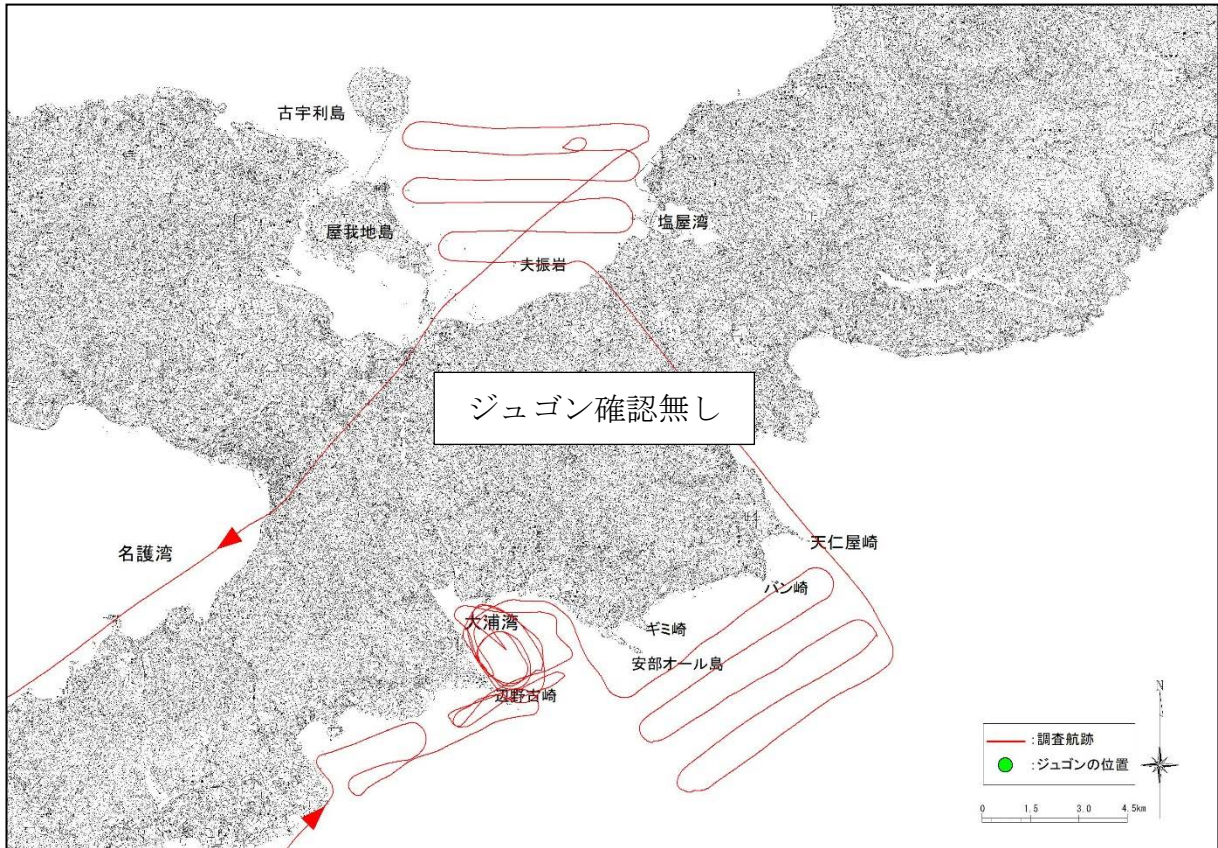 古宇利島
屋我地島
塩屋湾
夫振岩
ジュゴン確認無し
名護湾
天仁屋崎
バン崎
大浦湾
ギミ崎
安部オール島
辺野古崎
N
:調査航跡
:ジュゴンの位置
0 1.5 3.0 4.5km